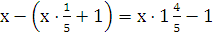 x − (x · 1/5 + 1) = x · 1 4/5 − 1